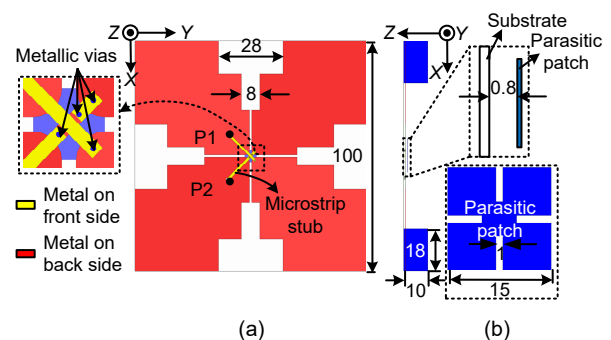 Z
Y
X
Metallic vias
28
8
P1
P2
100
Microstrip
stub
Metal on
front side
Metal on
back side
(a)
Z
Y
X
Substrate
Parasitic
patch
0.8
Parasitic
patch
1
18
10
15
(b)